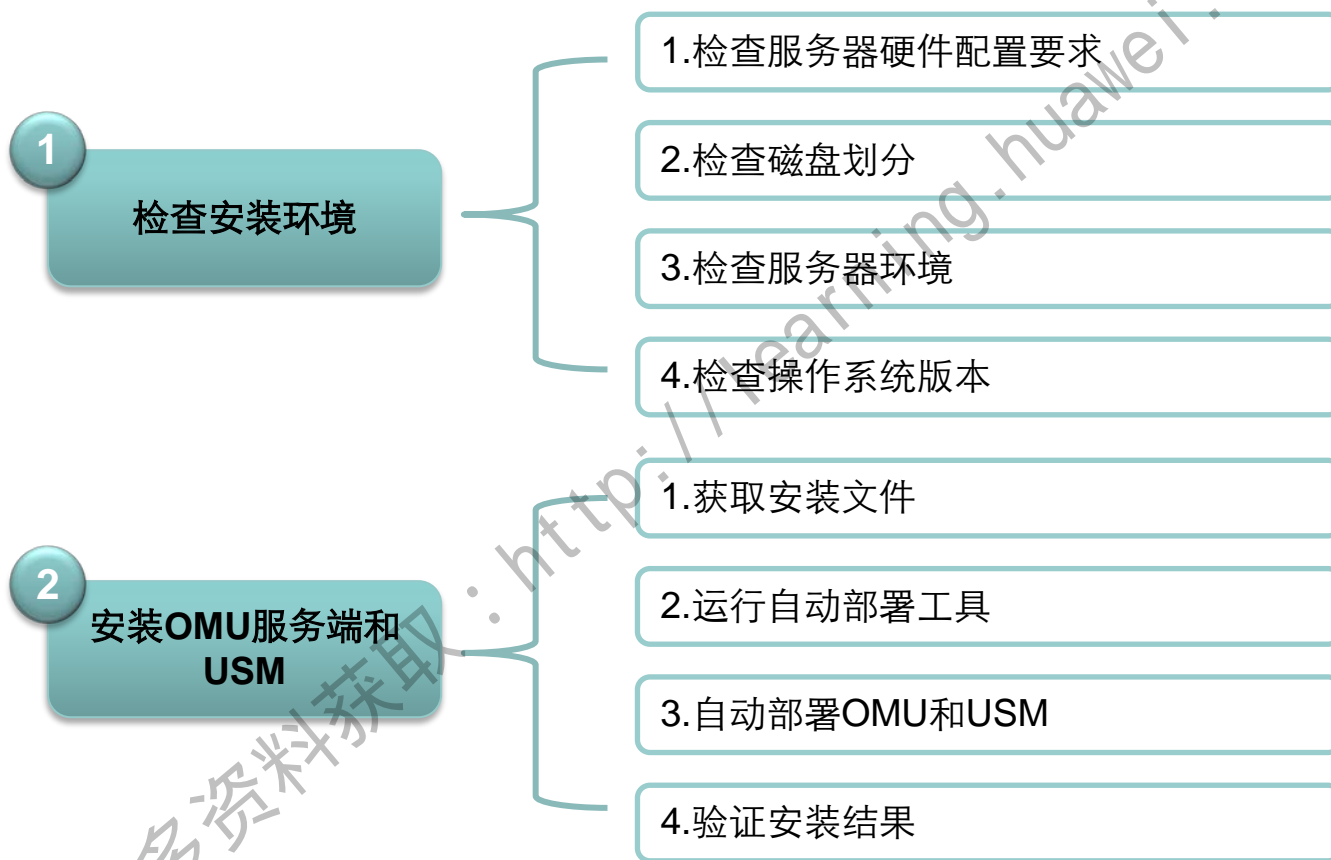 1
检查安装环境
1.检查服务器硬件配置要求
2.检查磁盘划分
3.检查服务器环境
4.检查操作系统版本
2
安装OMU服务端和
USM
1.获取安装文件
2.运行自动部署工具
3.自动部署OMU和USM
4.验证安装结果
多资料获取：http://learning.huawei.